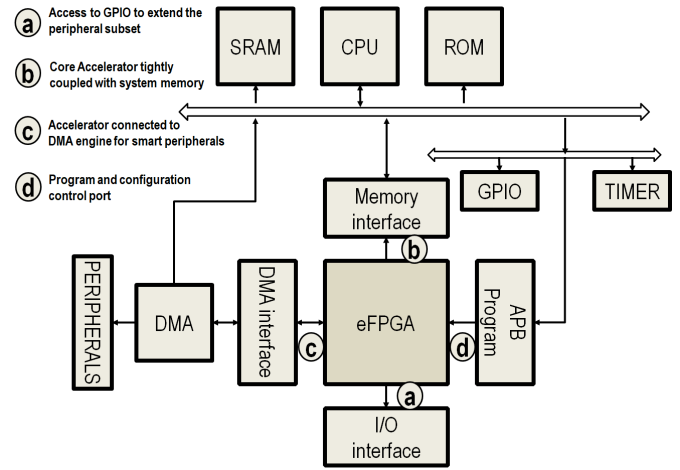 a Access to GPIO to extend the
peripheral subset
b Core Accelerator tightly
coupled with system memory
c Accelerator connected to
DMA engine for smart peripherals
d Program and configuration
control port
SRAM
CPU
ROM
GPIO
TIMER
Memory
interface
b
PERIPHERALS
DMA
DMA interface
c
eFPGA
d
APB
Program
a
I/O
interface